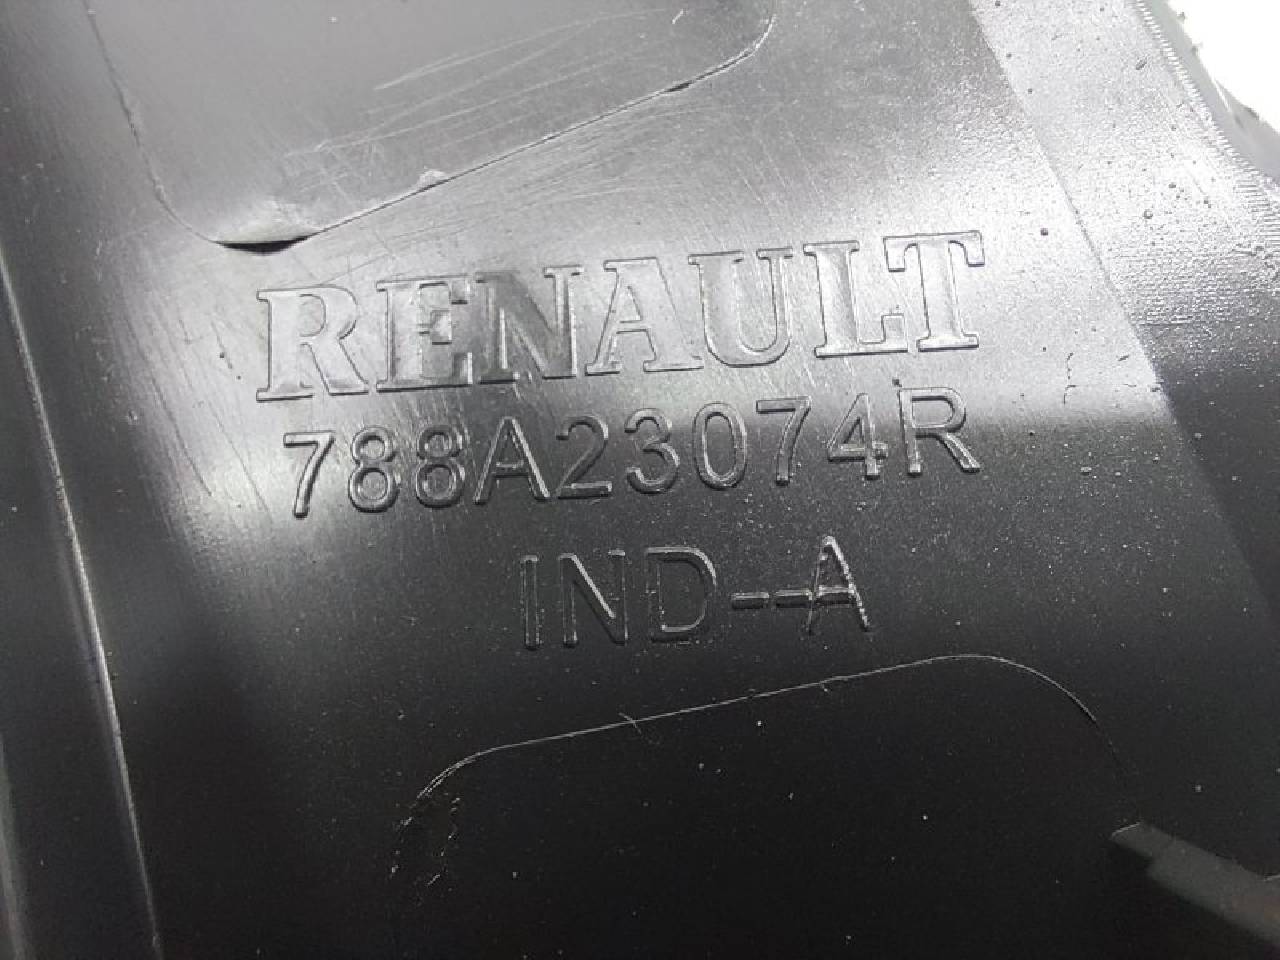 RENAULT
788A23074R
IND--A